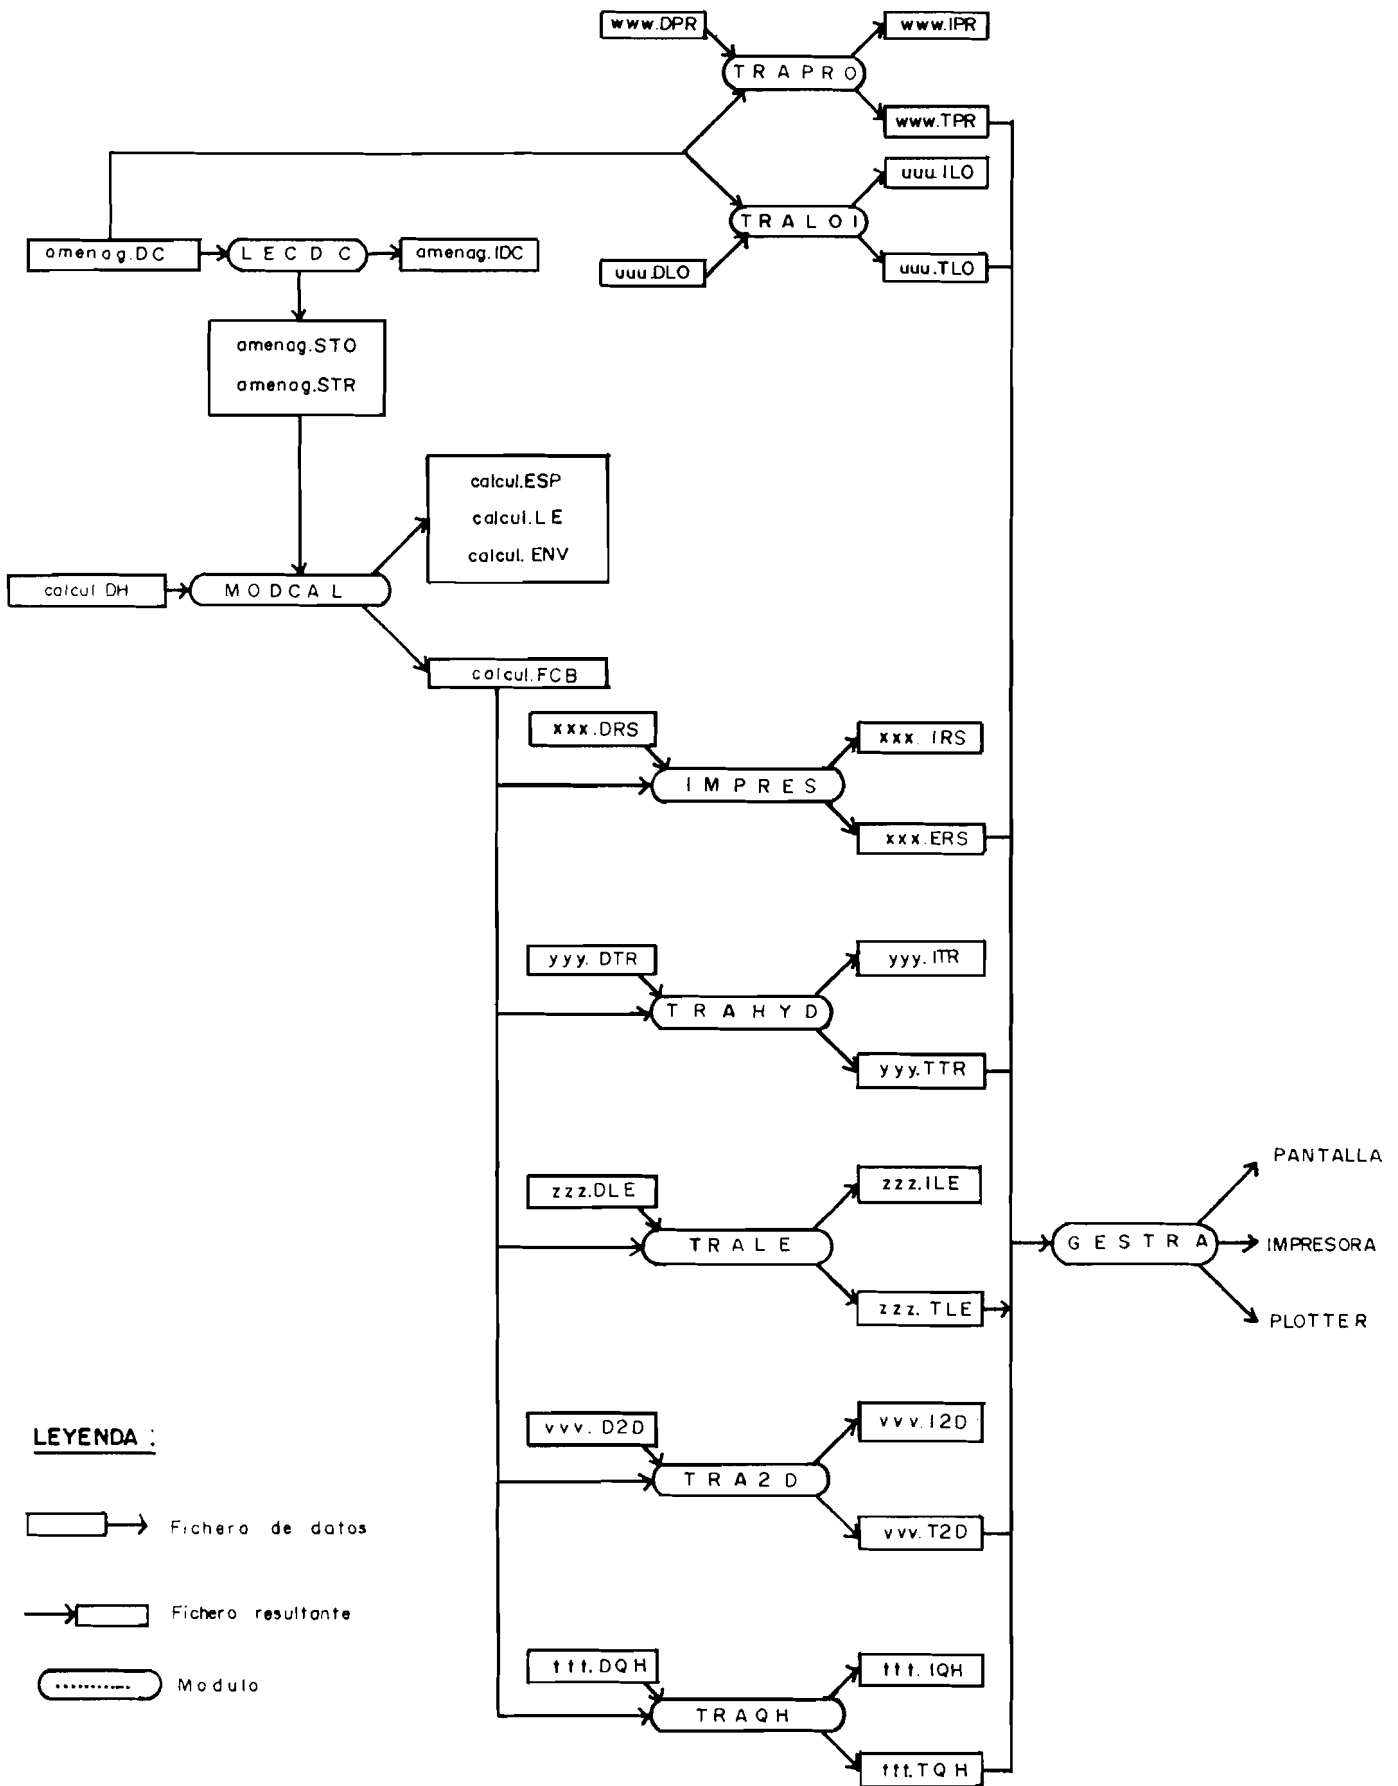 www.DPR
www.IPR
TRAPRO
www.TPR
uuu.ILO
TRALOI
amenag.DC
LECDC
amenag.IDC
uuu.DLO
uuu.TLO
amenag.STO
amenag.STR
calcul.ESP
calcul.LE
calcul.ENV
calcul DH
MODCAL
calcul.FCB
xxx.DRS
xxx.IRS
IMPRES
xxx.ERS
yyy.DTR
yyy.ITR
TRAHYD
yyy.TTR
zzz.DLE
zzz.ILE
TRALE
zzz.TLE
PANTALLA
GESTRA
IMPRESORA
PLOTTER
vvv.D2D
vvv.I2D
TRA2D
vvv.T2D
LEYENDA :
Fichero de datos
Fichero resultante
Modulo
ttt.DQH
ttt.IQH
TRAQH
ttt.TQH